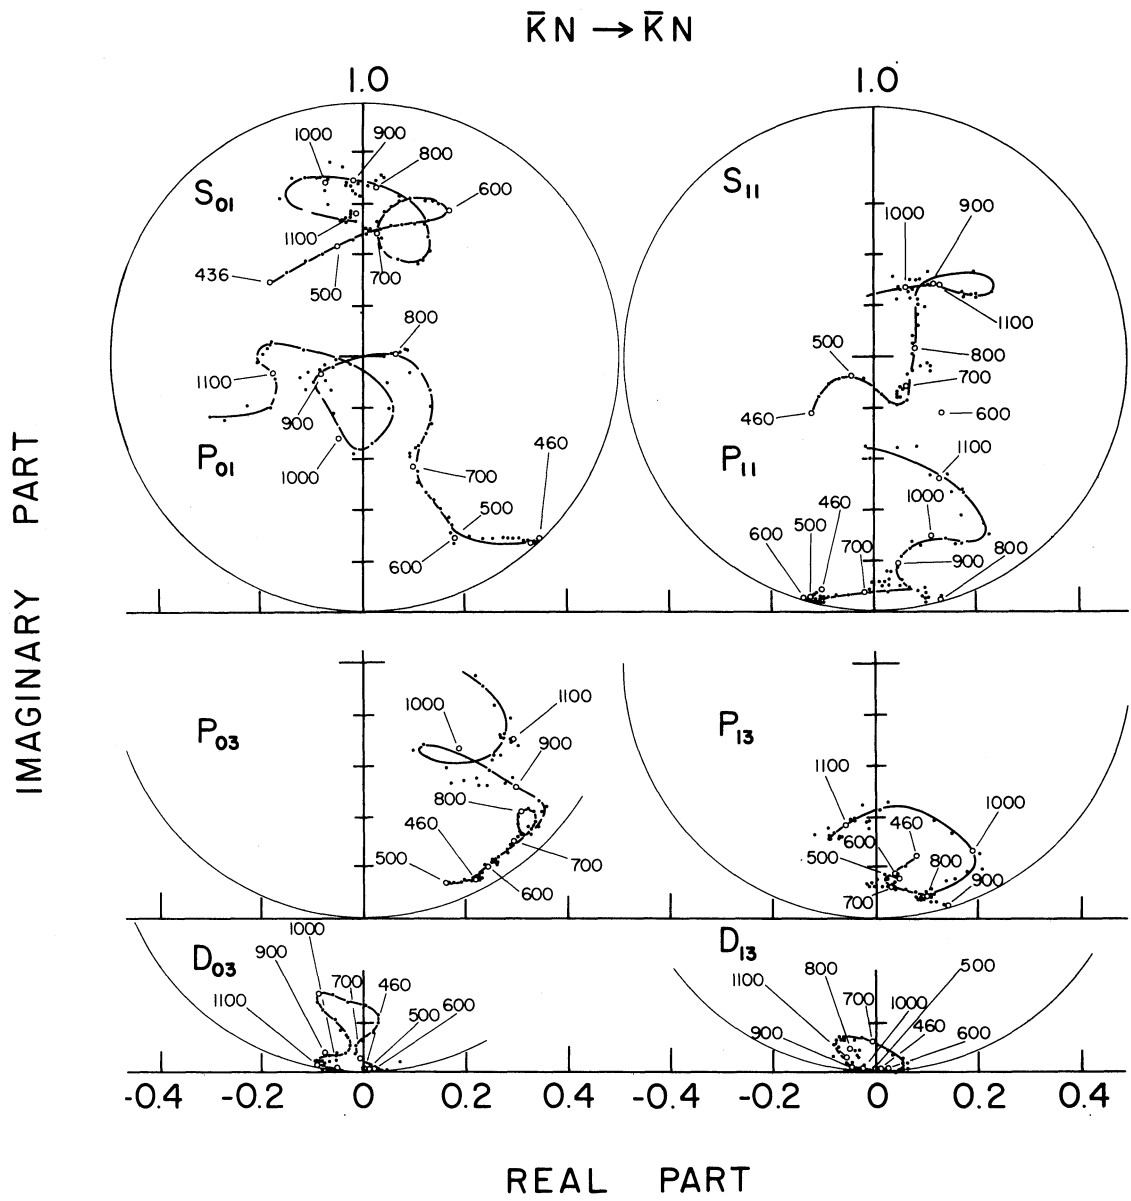 K̅N → K̅N
1.0 1.0
1000 900 800 600
S₀₁
1100 436 500 700
S₁₁
1000 900 1100 500 800 700 460 600
800 1100 900
P₀₁
1000 460 700 500 600
P₁₁
1100 1000 460 500 600 700 900 800
IMAGINARY PART
P₀₃
1000 1100 900 800 460 500 700 600
P₁₃
1100 1000 460 600 500 800 700 900
D₀₃
1000 900 700 460 1100 500 600
D₁₃
500 800 1100 700 1000 460 600 900
-0.4 -0.2 0 0.2 0.4 -0.2 0 0.2 0.4
REAL PART